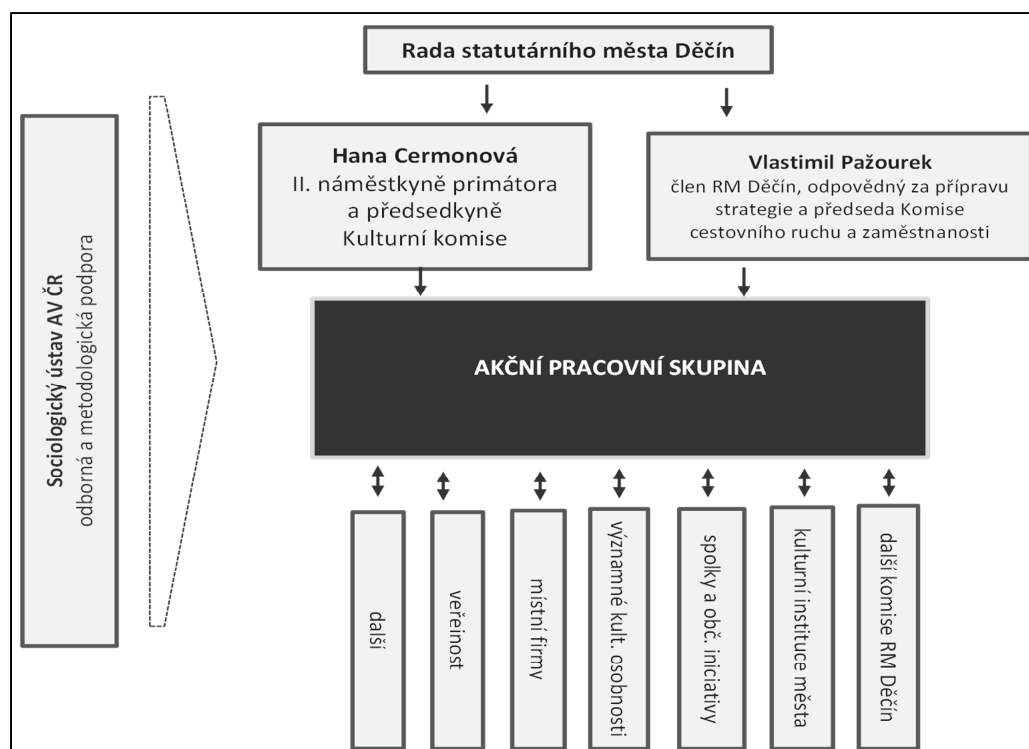 Rada statutárního města Děčín
Hana Cermonová
II. náměstkyně primátora
a předsedkyně
Kulturní komise
Vlastimil Pažourek
člen RM Děčín, odpovědný za přípravu
strategie a předseda Komise
cestovního ruchu a zaměstnanosti
Sociologický ústav AV ČR
odborná a metodologická podpora
AKČNÍ PRACOVNÍ SKUPINA
další
veřeinost
místní firmy
významné kult. osobnosti
spolky a obč. iniciativy
kulturní instituce města
další komise RM Děčín